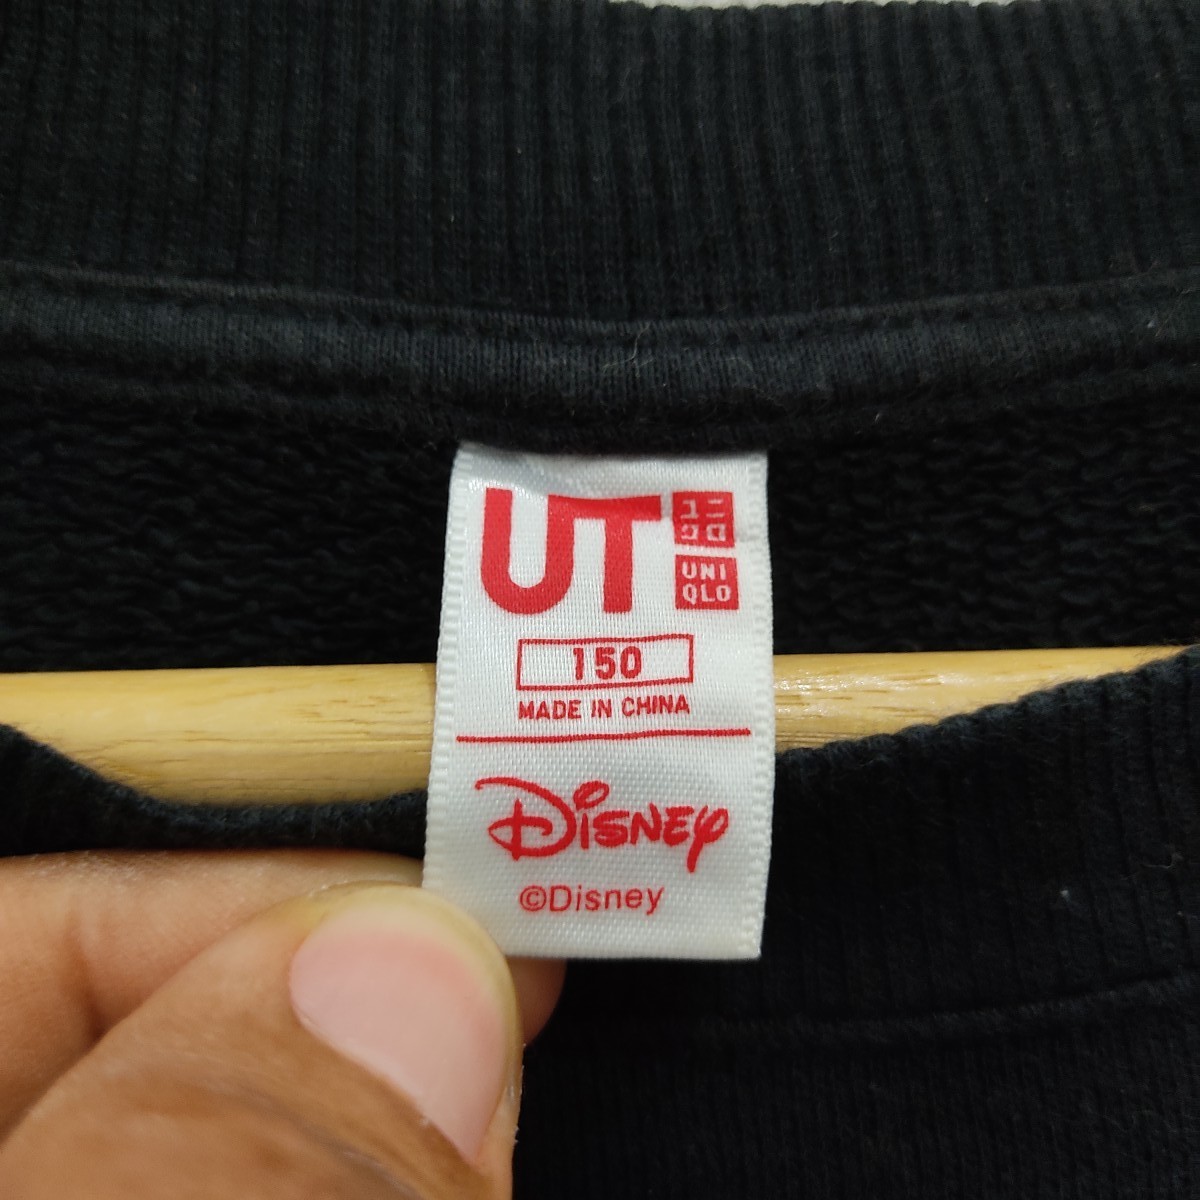 UT
ユニ
クロ
UNI
QLO
150
MADE IN CHINA
Disney
©Disney